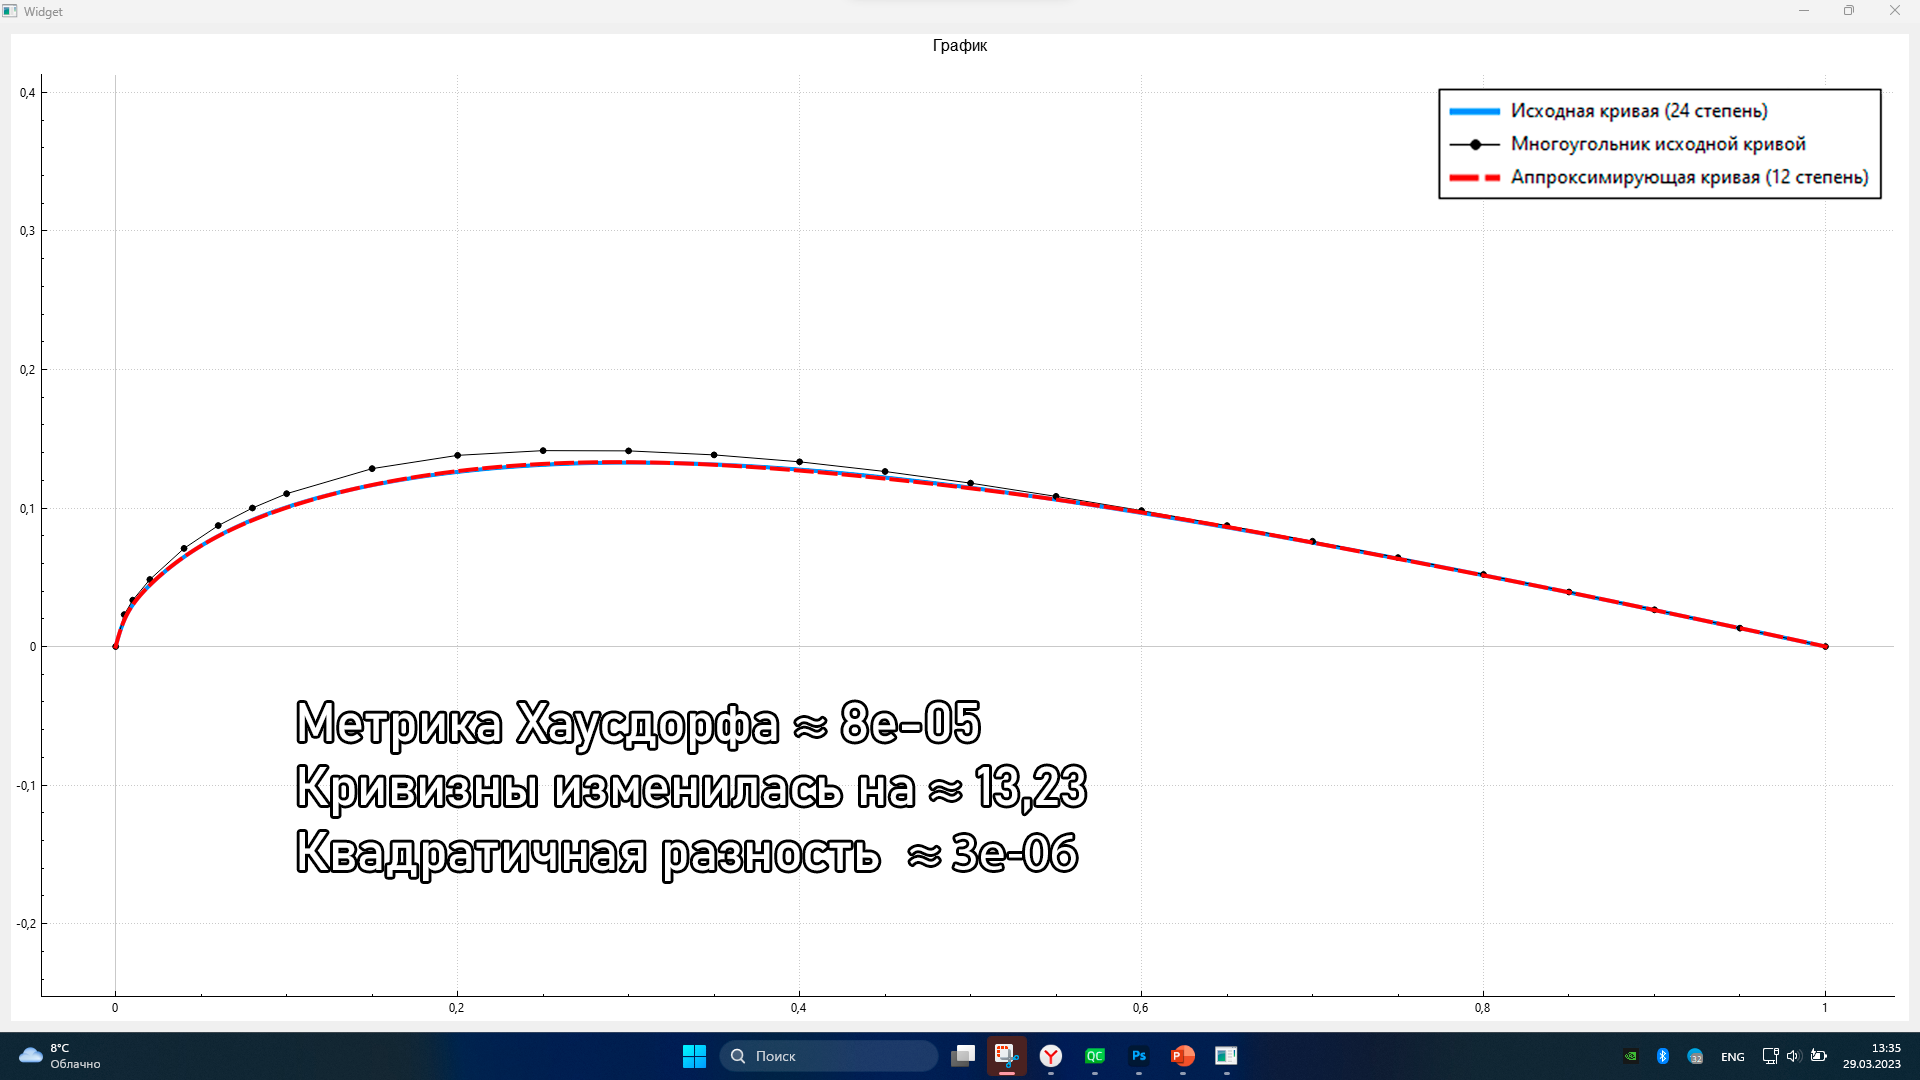 Widget
График
0,4
0,3
0,2
0,1
0
-0,1
-0,2
0
0,2
0,4
0,6
0,8
1
Исходная кривая (24 степень)
Многоугольник исходной кривой
Аппроксимирующая кривая (12 степень)
Метрика Хаусдорфа ≈ 8e-05
Кривизны изменилась на ≈ 13,23
Квадратичная разность ≈ 3e-06
8°C
Облачно
Поиск
QC
Ps
P
32
ENG
13:35
29.03.2023